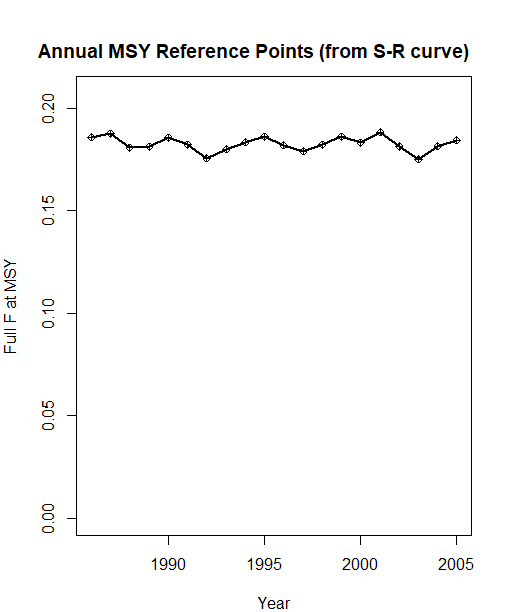 Annual MSY Reference Points (from S-R curve)
0.20
0.15
0.10
0.05
0.00
Full F at MSY
1990 1995 2000 2005
Year